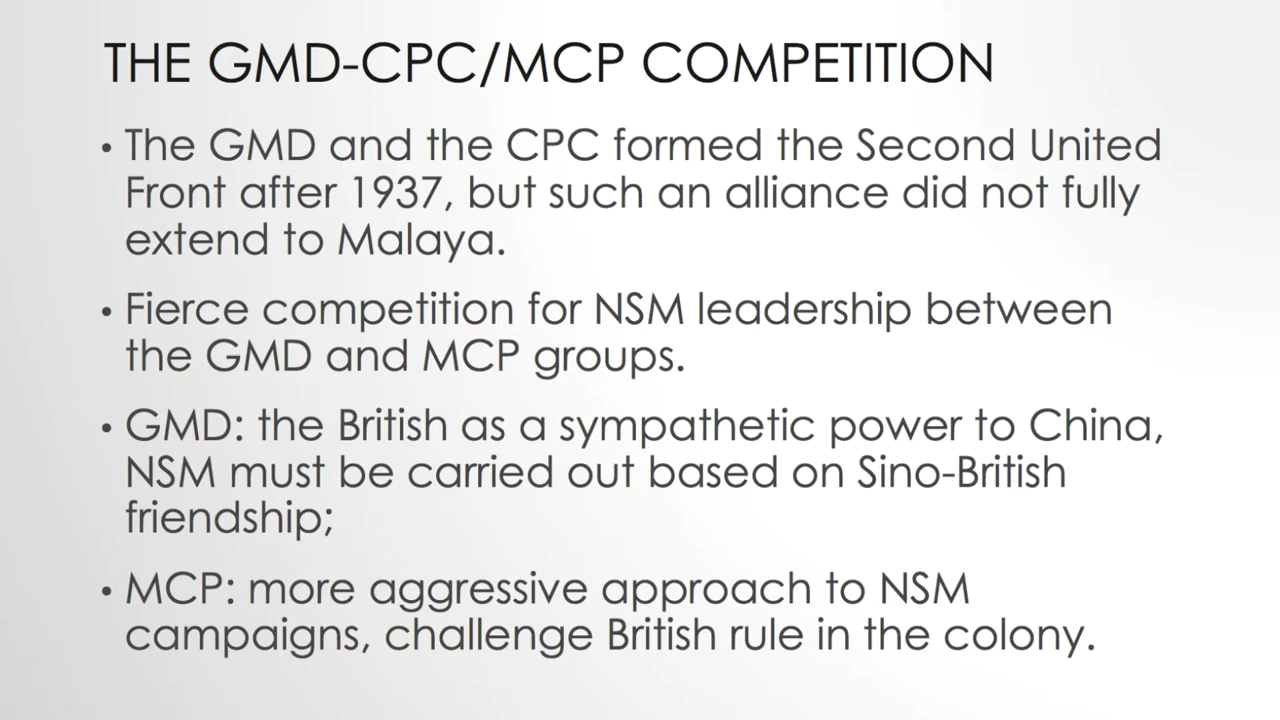 THE GMD-CPC/MCP COMPETITION
• The GMD and the CPC formed the Second United
Front after 1937, but such an alliance did not fully
extend to Malaya.
• Fierce competition for NSM leadership between
the GMD and MCP groups.
• GMD: the British as a sympathetic power to China,
NSM must be carried out based on Sino-British
friendship;
• MCP: more aggressive approach to NSM
campaigns, challenge British rule in the colony.